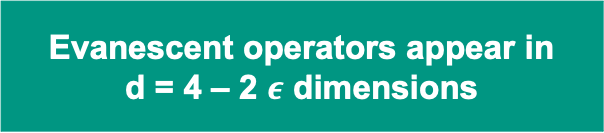 Evanescent operators appear in
d = 4 – 2 ϵ dimensions